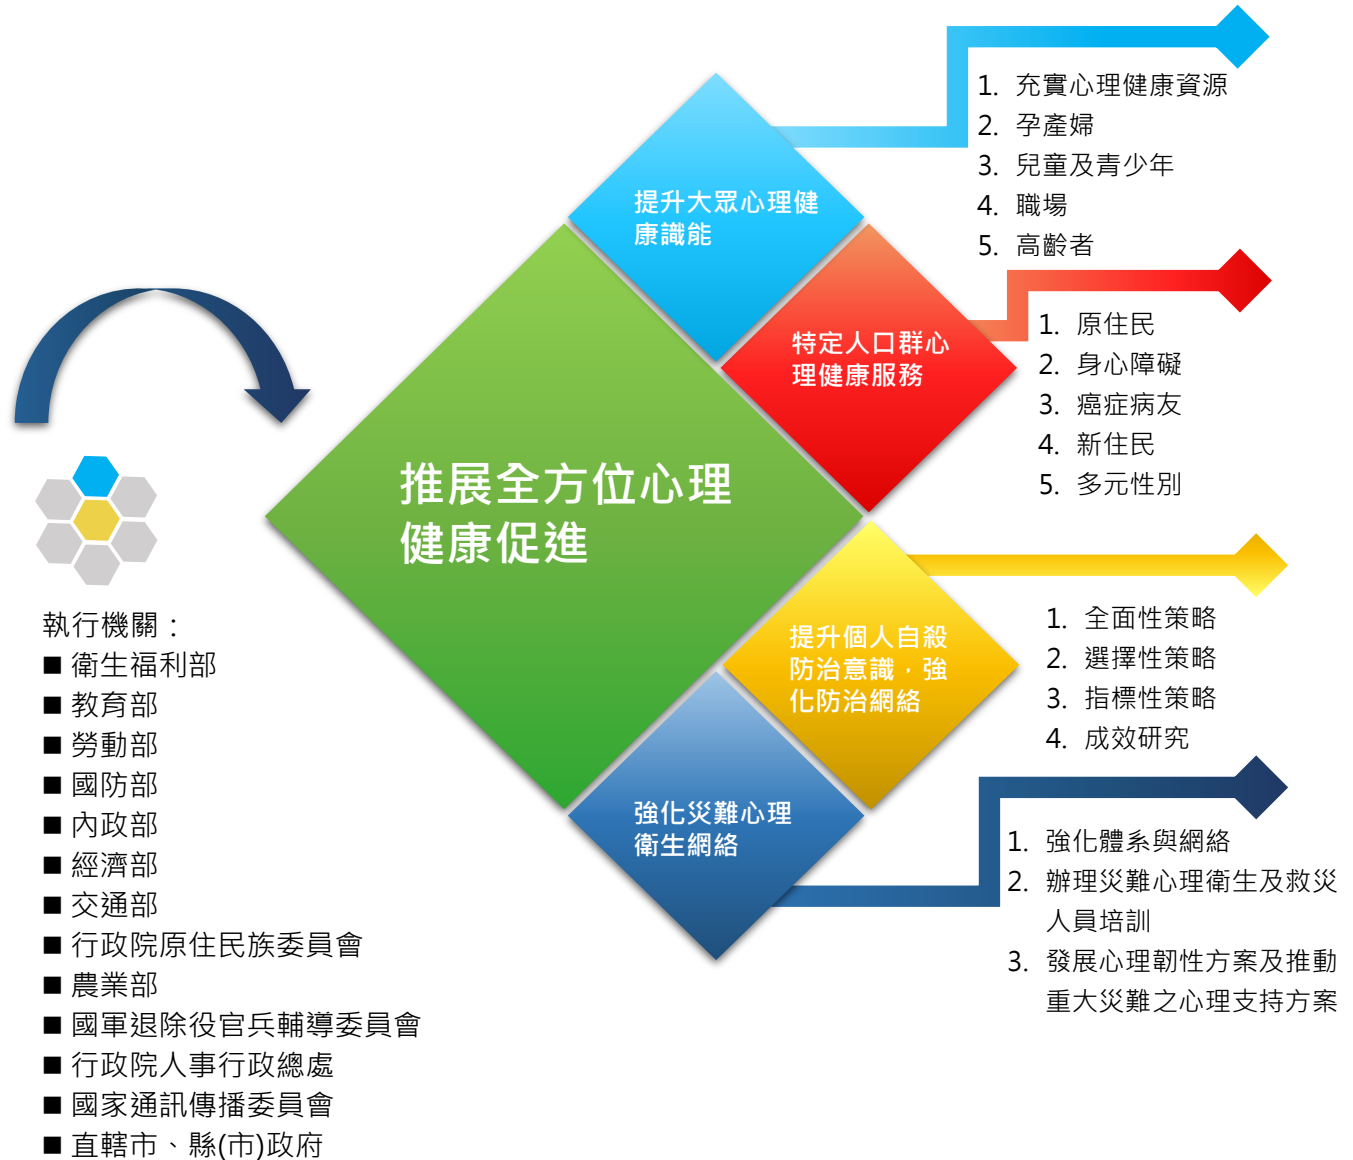 提升大眾心理健
康識能
1. 充實心理健康資源
2. 孕產婦
3. 兒童及青少年
4. 職場
5. 高齡者
特定人口群心
理健康服務
1. 原住民
2. 身心障礙
3. 癌症病友
4. 新住民
5. 多元性別
推展全方位心理
健康促進
提升個人自殺
防治意識，強
化防治網絡
1. 全面性策略
2. 選擇性策略
3. 指標性策略
4. 成效研究
強化災難心理
衛生網絡
1. 強化體系與網絡
2. 辦理災難心理衛生及救災
人員培訓
3. 發展心理韌性方案及推動
重大災難之心理支持方案
執行機關：
■ 衛生福利部
■ 教育部
■ 勞動部
■ 國防部
■ 內政部
■ 經濟部
■ 交通部
■ 行政院原住民族委員會
■ 農業部
■ 國軍退除役官兵輔導委員會
■ 行政院人事行政總處
■ 國家通訊傳播委員會
■ 直轄市、縣(市)政府